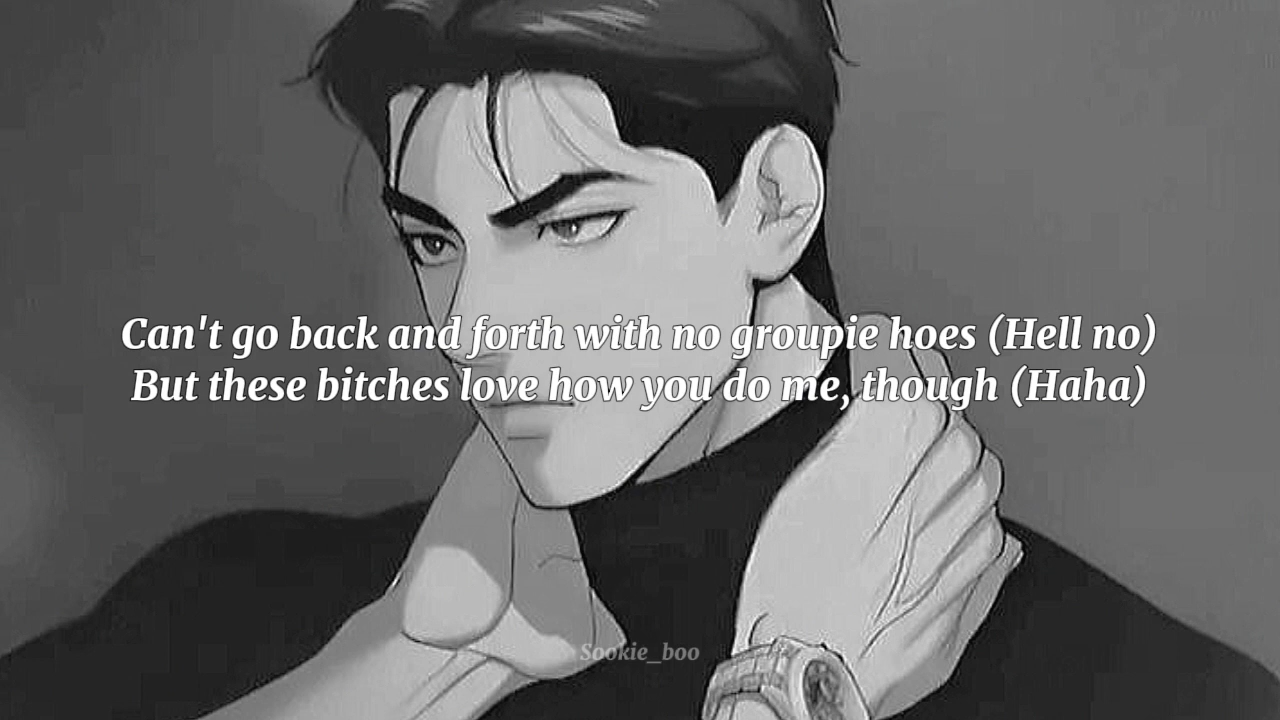 Can't go back and forth with no groupie hoes (Hell no)
But these bitches love how you do me, though (Haha)
Sookie_boo